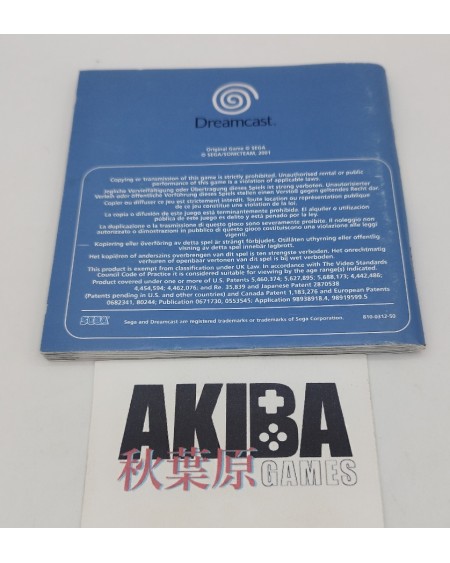 Dreamcast.
Original Game © SEGA
© SEGA/SONICTEAM, 2001
Copying or transmission of this game is strictly prohibited. Unauthorised rental or public
performance of this game is a violation of applicable laws.
Jegliche Vervielfältigung oder Übertragung dieses Spiels ist streng verboten. Unautorisierter
Verleih oder öffentliche Vorführung dieses Spiels stellen einen Verstoß gegen geltendes Recht dar.
Copier ou diffuser ce jeu est strictement interdit. Toute location ou représentation publique
de ce jeu constitue une violation de la loi.
La copia o difusión de este juego está terminantemente prohibida. El alquiler o utilización
pública de este juego es delito y está penado por la ley.
La duplicazione o la trasmissione di questo gioco sono severamente proibite. Il noleggio non
autorizzato o dimostrazioni in pubblico di questo gioco costituiscono una violazione alle leggi
vigenti.
Kopiering eller överföring av detta spel är strängt förbjudet. Otillåten uthyrning eller offentlig
visning av detta spel innebär lagbrott.
Het kopiëren of anderszins overbrengen van dit spel is ten strengste verboden. Het onrechtmatig
verhuren of openbaar vertonen van dit spel is bij wet verboden.
This product is exempt from classification under UK Law. In accordance with The Video Standards
Council Code of Practice it is considered suitable for viewing by the age range(s) indicated.
Product covered under one or more of U.S. Patents 5,460,374; 5,627,895; 5,688,173; 4,442,486;
4,454,594; 4,462,076; and Re. 35,839 and Japanese Patent 2870538
(Patents pending in U.S. and other countries) and Canada Patent 1,183,276 and European Patents
0682341, 80244; Publication 0671730, 0553545; Application 98938918.4, 98919599.5
SEGA Sega and Dreamcast are registered trademarks or trademarks of Sega Corporation. 810-0312-50
AKIBA
秋葉原 GAMES